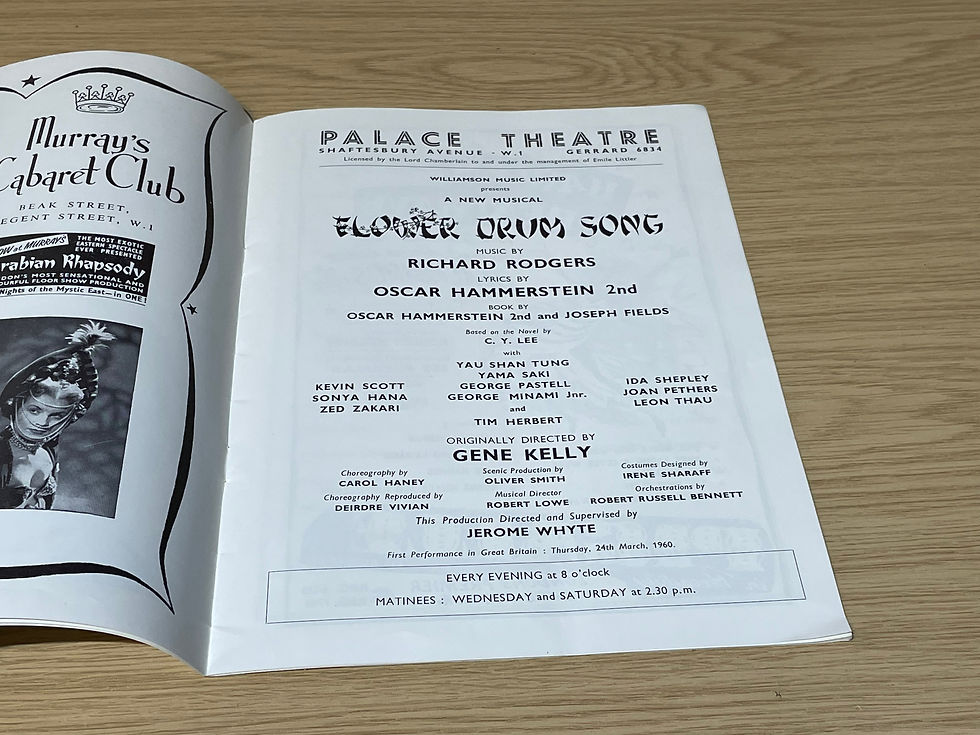 Murray's
Cabaret Club
BEAK STREET,
REGENT STREET, W.1
NOW at MURRAYS
THE MOST EXOTIC
EASTERN SPECTACLE
EVER PRESENTED
Arabian Rhapsody
LONDON'S MOST SENSATIONAL AND
COLOURFUL FLOOR SHOW PRODUCTION
Nights of the Mystic East—in ONE!
PALACE THEATRE
SHAFTESBURY AVENUE - W.1 GERRARD 6834
Licensed by the Lord Chamberlain to and under the management of Emile Littler
WILLIAMSON MUSIC LIMITED
presents
A NEW MUSICAL
FLOWER DRUM SONG
MUSIC BY
RICHARD RODGERS
LYRICS BY
OSCAR HAMMERSTEIN 2nd
BOOK BY
OSCAR HAMMERSTEIN 2nd and JOSEPH FIELDS
Based on the Novel by
C. Y. LEE
with
YAU SHAN TUNG
YAMA SAKI
KEVIN SCOTT GEORGE PASTELL IDA SHEPLEY
SONYA HANA GEORGE MINAMI Jnr. JOAN PETHERS
ZED ZAKARI and LEON THAU
TIM HERBERT
ORIGINALLY DIRECTED BY
GENE KELLY
Choreography by Scenic Production by Costumes Designed by
CAROL HANEY OLIVER SMITH IRENE SHARAFF
Choreography Reproduced by Musical Director Orchestrations by
DEIRDRE VIVIAN ROBERT LOWE ROBERT RUSSELL BENNETT
This Production Directed and Supervised by
JEROME WHYTE
First Performance in Great Britain : Thursday, 24th March, 1960.
EVERY EVENING at 8 o'clock
MATINEES : WEDNESDAY and SATURDAY at 2.30 p.m.